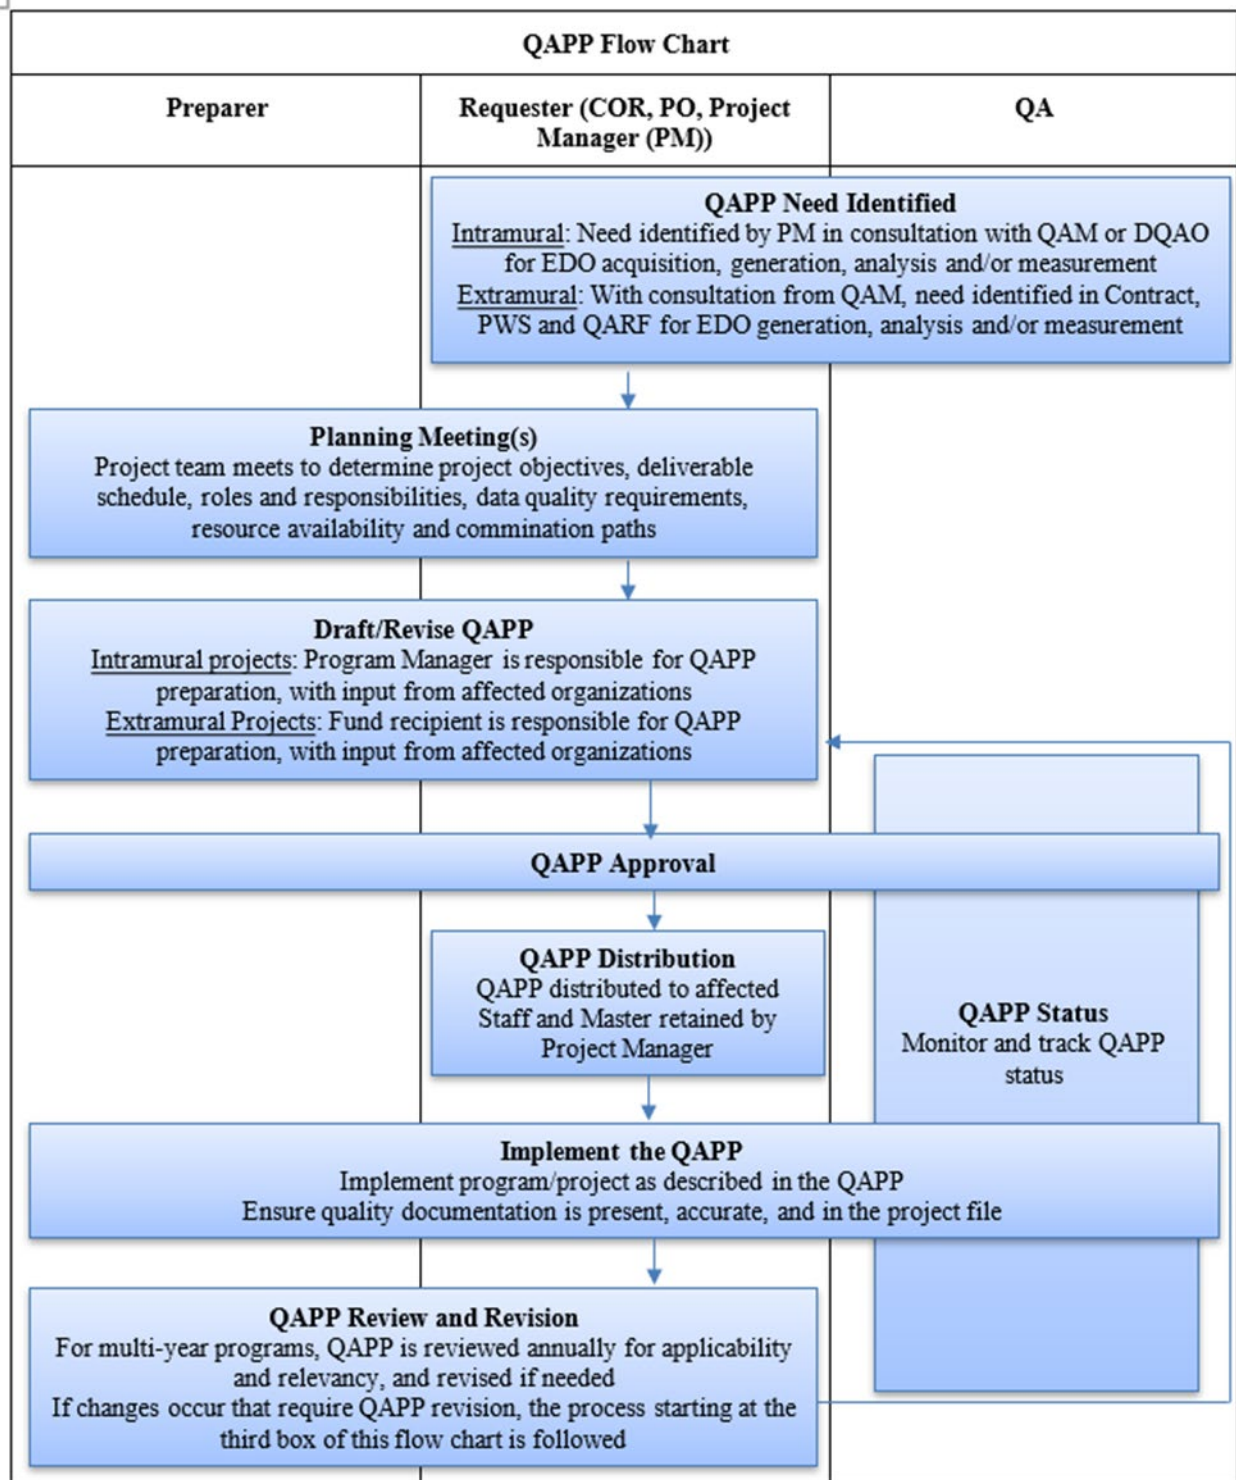 QAPP Flow Chart
Preparer
Requester (COR, PO, Project
Manager (PM))
QA
QAPP Need Identified
Intramural: Need identified by PM in consultation with QAM or DQAO
for EDO acquisition, generation, analysis and/or measurement
Extramural: With consultation from QAM, need identified in Contract,
PWS and QARF for EDO generation, analysis and/or measurement
Planning Meeting(s)
Project team meets to determine project objectives, deliverable
schedule, roles and responsibilities, data quality requirements,
resource availability and commination paths
Draft/Revise QAPP
Intramural projects: Program Manager is responsible for QAPP
preparation, with input from affected organizations
Extramural Projects: Fund recipient is responsible for QAPP
preparation, with input from affected organizations
QAPP Approval
QAPP Distribution
QAPP distributed to affected
Staff and Master retained by
Project Manager
QAPP Status
Monitor and track QAPP
status
Implement the QAPP
Implement program/project as described in the QAPP
Ensure quality documentation is present, accurate, and in the project file
QAPP Review and Revision
For multi-year programs, QAPP is reviewed annually for applicability
and relevancy, and revised if needed
If changes occur that require QAPP revision, the process starting at the
third box of this flow chart is followed